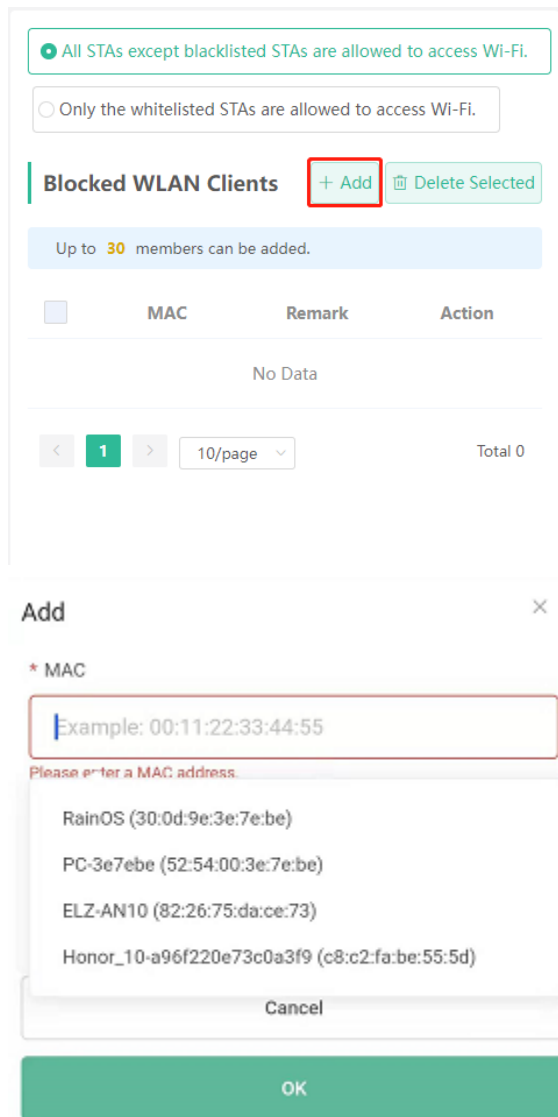 All STAs except blacklisted STAs are allowed to access Wi-Fi.
Only the whitelisted STAs are allowed to access Wi-Fi.
Blocked WLAN Clients + Add Delete Selected
Up to 30 members can be added.
MAC Remark Action
No Data
< 1 > 10/page Total 0
Add ×
* MAC
Example: 00:11:22:33:44:55
Please enter a MAC address.
RainOS (30:0d:9e:3e:7e:be)
PC-3e7ebe (52:54:00:3e:7e:be)
ELZ-AN10 (82:26:75:da:ce:73)
Honor_10-a96f220e73c0a3f9 (c8:c2:fa:be:55:5d)
Cancel
OK